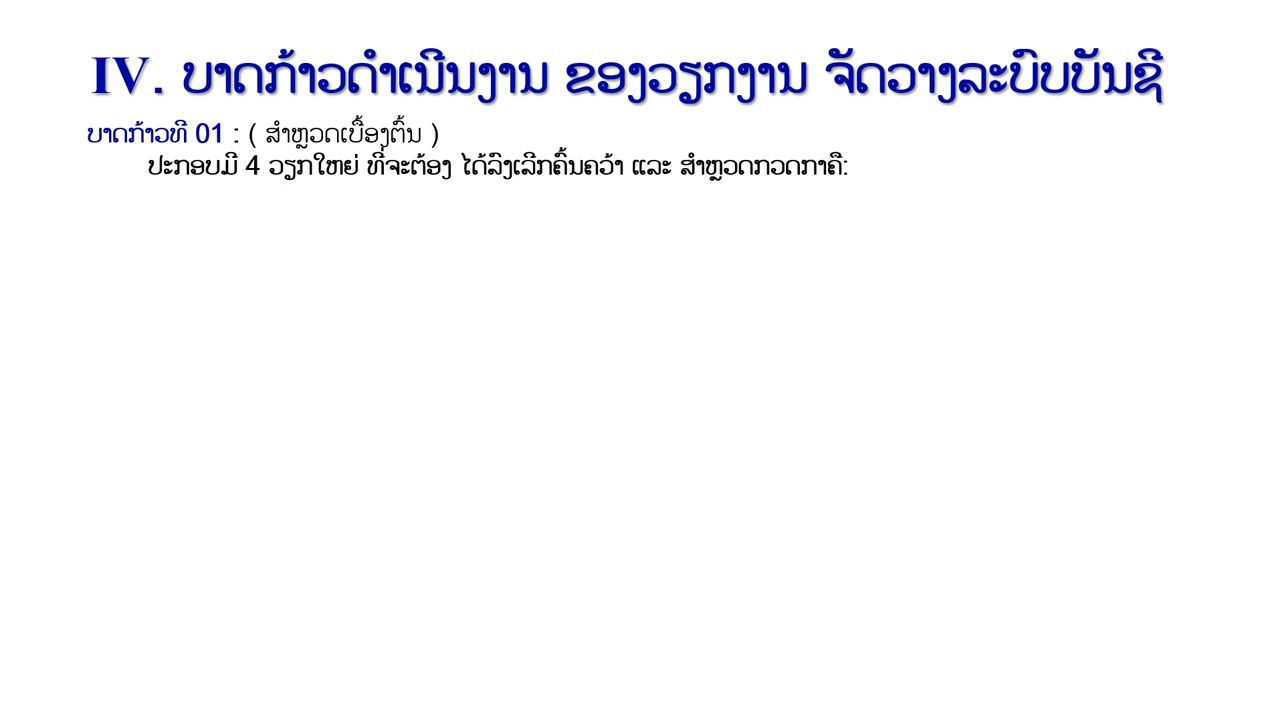 IV. ບາດກ້າວດຳເນີນງານ ຂອງວຽກງານ ຈັດວາງລະບົບບັນຊີ
ບາດກ້າວທີ 01 : ( ສຳຫຼວດເບື້ອງຕົ້ນ )
ປະກອບມີ 4 ວຽກໃຫຍ່ ທີ່ຈະຕ້ອງ ໄດ້ລົງເລິກຄົ້ນຄວ້າ ແລະ ສຳຫຼວດກວດກາຄື: